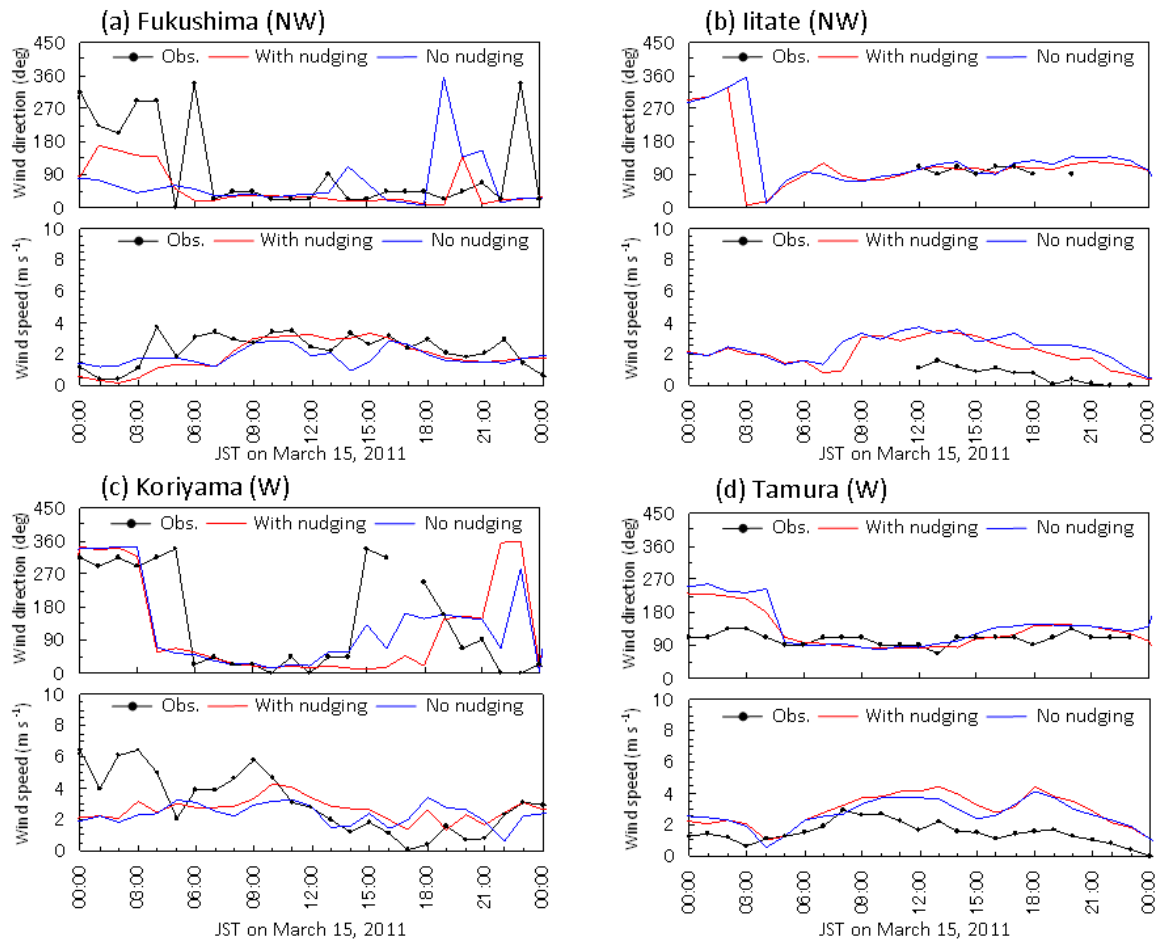 (a) Fukushima (NW)
Wind direction (deg)
450
360
270
180
90
0
Obs. With nudging No nudging
Wind speed (m s⁻¹)
10
8
6
4
2
0
Obs. With nudging No nudging
00:00 03:00 06:00 09:00 12:00 15:00 18:00 21:00 00:00
JST on March 15, 2011
(b) Iitate (NW)
Wind direction (deg)
450
360
270
180
90
0
Obs. With nudging No nudging
Wind speed (m s⁻¹)
10
8
6
4
2
0
Obs. With nudging No nudging
00:00 03:00 06:00 09:00 12:00 15:00 18:00 21:00 00:00
JST on March 15, 2011
(c) Koriyama (W)
Wind direction (deg)
450
360
270
180
90
0
Obs. With nudging No nudging
Wind speed (m s⁻¹)
10
8
6
4
2
0
Obs. With nudging No nudging
00:00 03:00 06:00 09:00 12:00 15:00 18:00 21:00 00:00
JST on March 15, 2011
(d) Tamura (W)
Wind direction (deg)
450
360
270
180
90
0
Obs. With nudging No nudging
Wind speed (m s⁻¹)
10
8
6
4
2
0
Obs. With nudging No nudging
00:00 03:00 06:00 09:00 12:00 15:00 18:00 21:00 00:00
JST on March 15, 2011